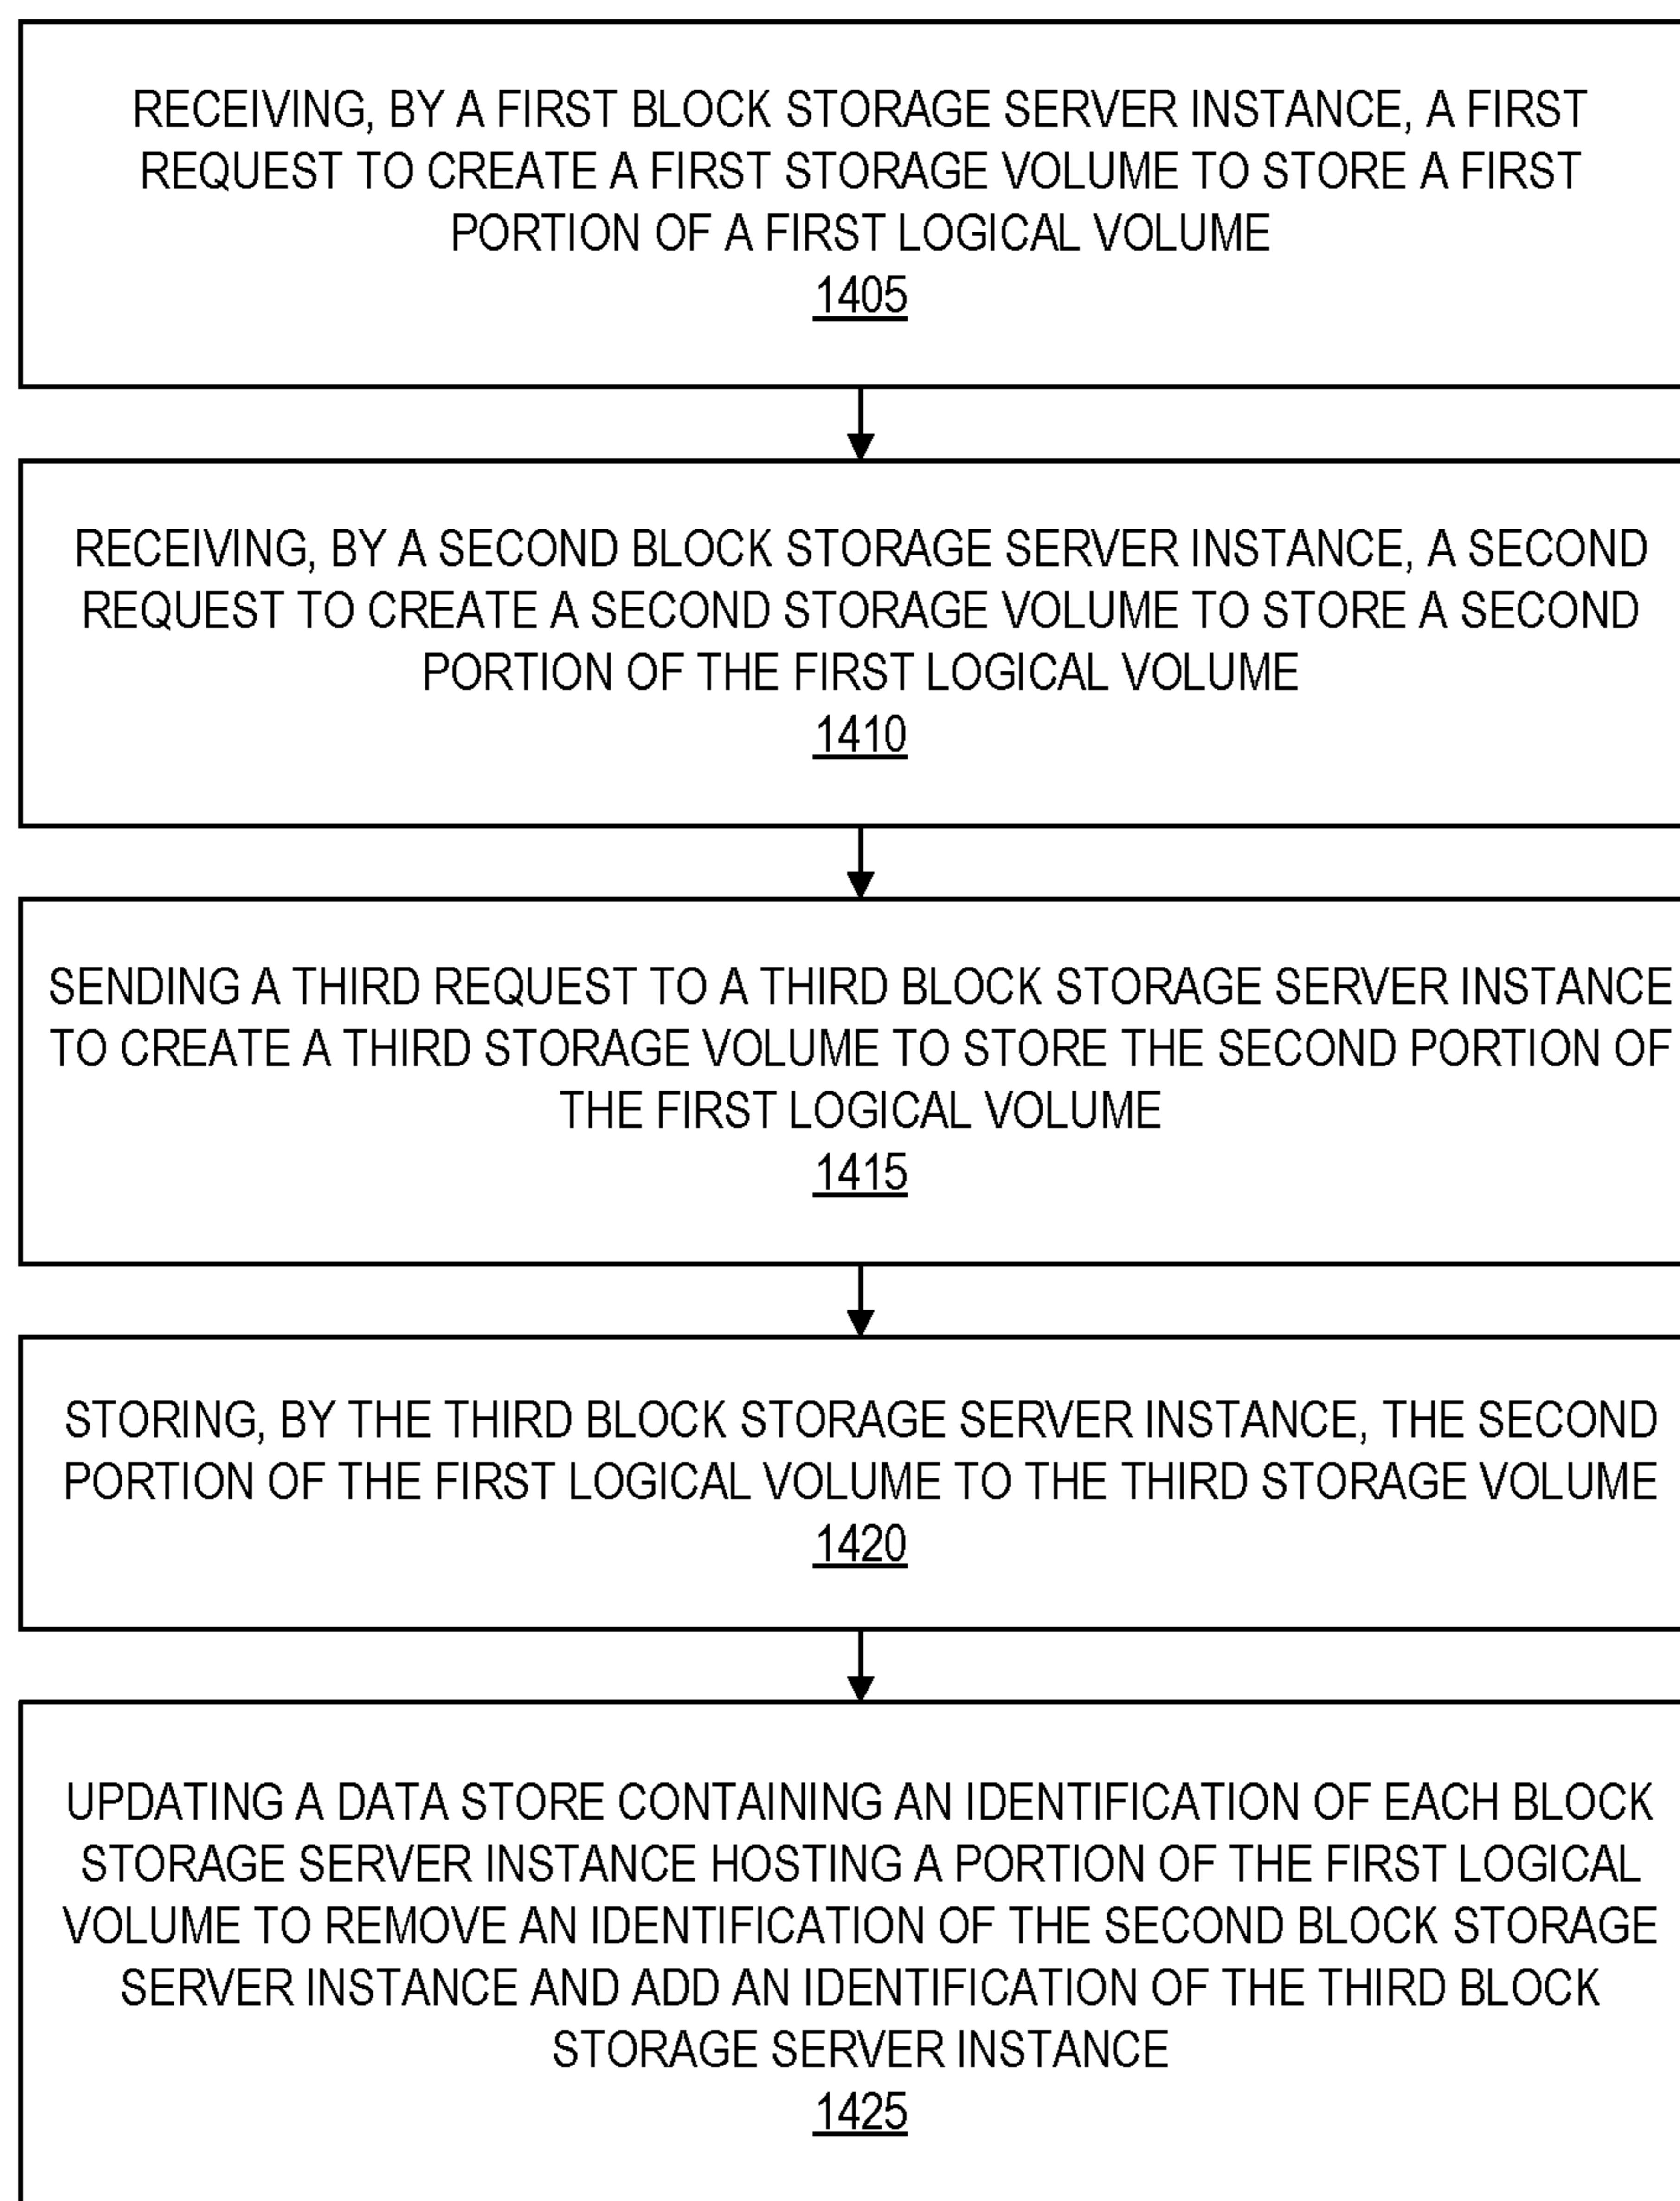 RECEIVING, BY A FIRST BLOCK STORAGE SERVER INSTANCE, A FIRST
REQUEST TO CREATE A FIRST STORAGE VOLUME TO STORE A FIRST
PORTION OF A FIRST LOGICAL VOLUME
1405
RECEIVING, BY A SECOND BLOCK STORAGE SERVER INSTANCE, A SECOND
REQUEST TO CREATE A SECOND STORAGE VOLUME TO STORE A SECOND
PORTION OF THE FIRST LOGICAL VOLUME
1410
SENDING A THIRD REQUEST TO A THIRD BLOCK STORAGE SERVER INSTANCE
TO CREATE A THIRD STORAGE VOLUME TO STORE THE SECOND PORTION OF
THE FIRST LOGICAL VOLUME
1415
STORING, BY THE THIRD BLOCK STORAGE SERVER INSTANCE, THE SECOND
PORTION OF THE FIRST LOGICAL VOLUME TO THE THIRD STORAGE VOLUME
1420
UPDATING A DATA STORE CONTAINING AN IDENTIFICATION OF EACH BLOCK
STORAGE SERVER INSTANCE HOSTING A PORTION OF THE FIRST LOGICAL
VOLUME TO REMOVE AN IDENTIFICATION OF THE SECOND BLOCK STORAGE
SERVER INSTANCE AND ADD AN IDENTIFICATION OF THE THIRD BLOCK
STORAGE SERVER INSTANCE
1425